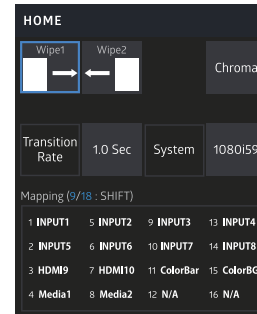 HOME
Wipe1 Wipe2
Chroma
Transition
Rate 1.0 Sec System 1080i59
Mapping (9/18 : SHIFT)
1 INPUT1 5 INPUT2 9 INPUT3 13 INPUT4
2 INPUT5 6 INPUT6 10 INPUT7 14 INPUT8
3 HDMI9 7 HDMI10 11 ColorBar 15 ColorBG
4 Media1 8 Media2 12 N/A 16 N/A